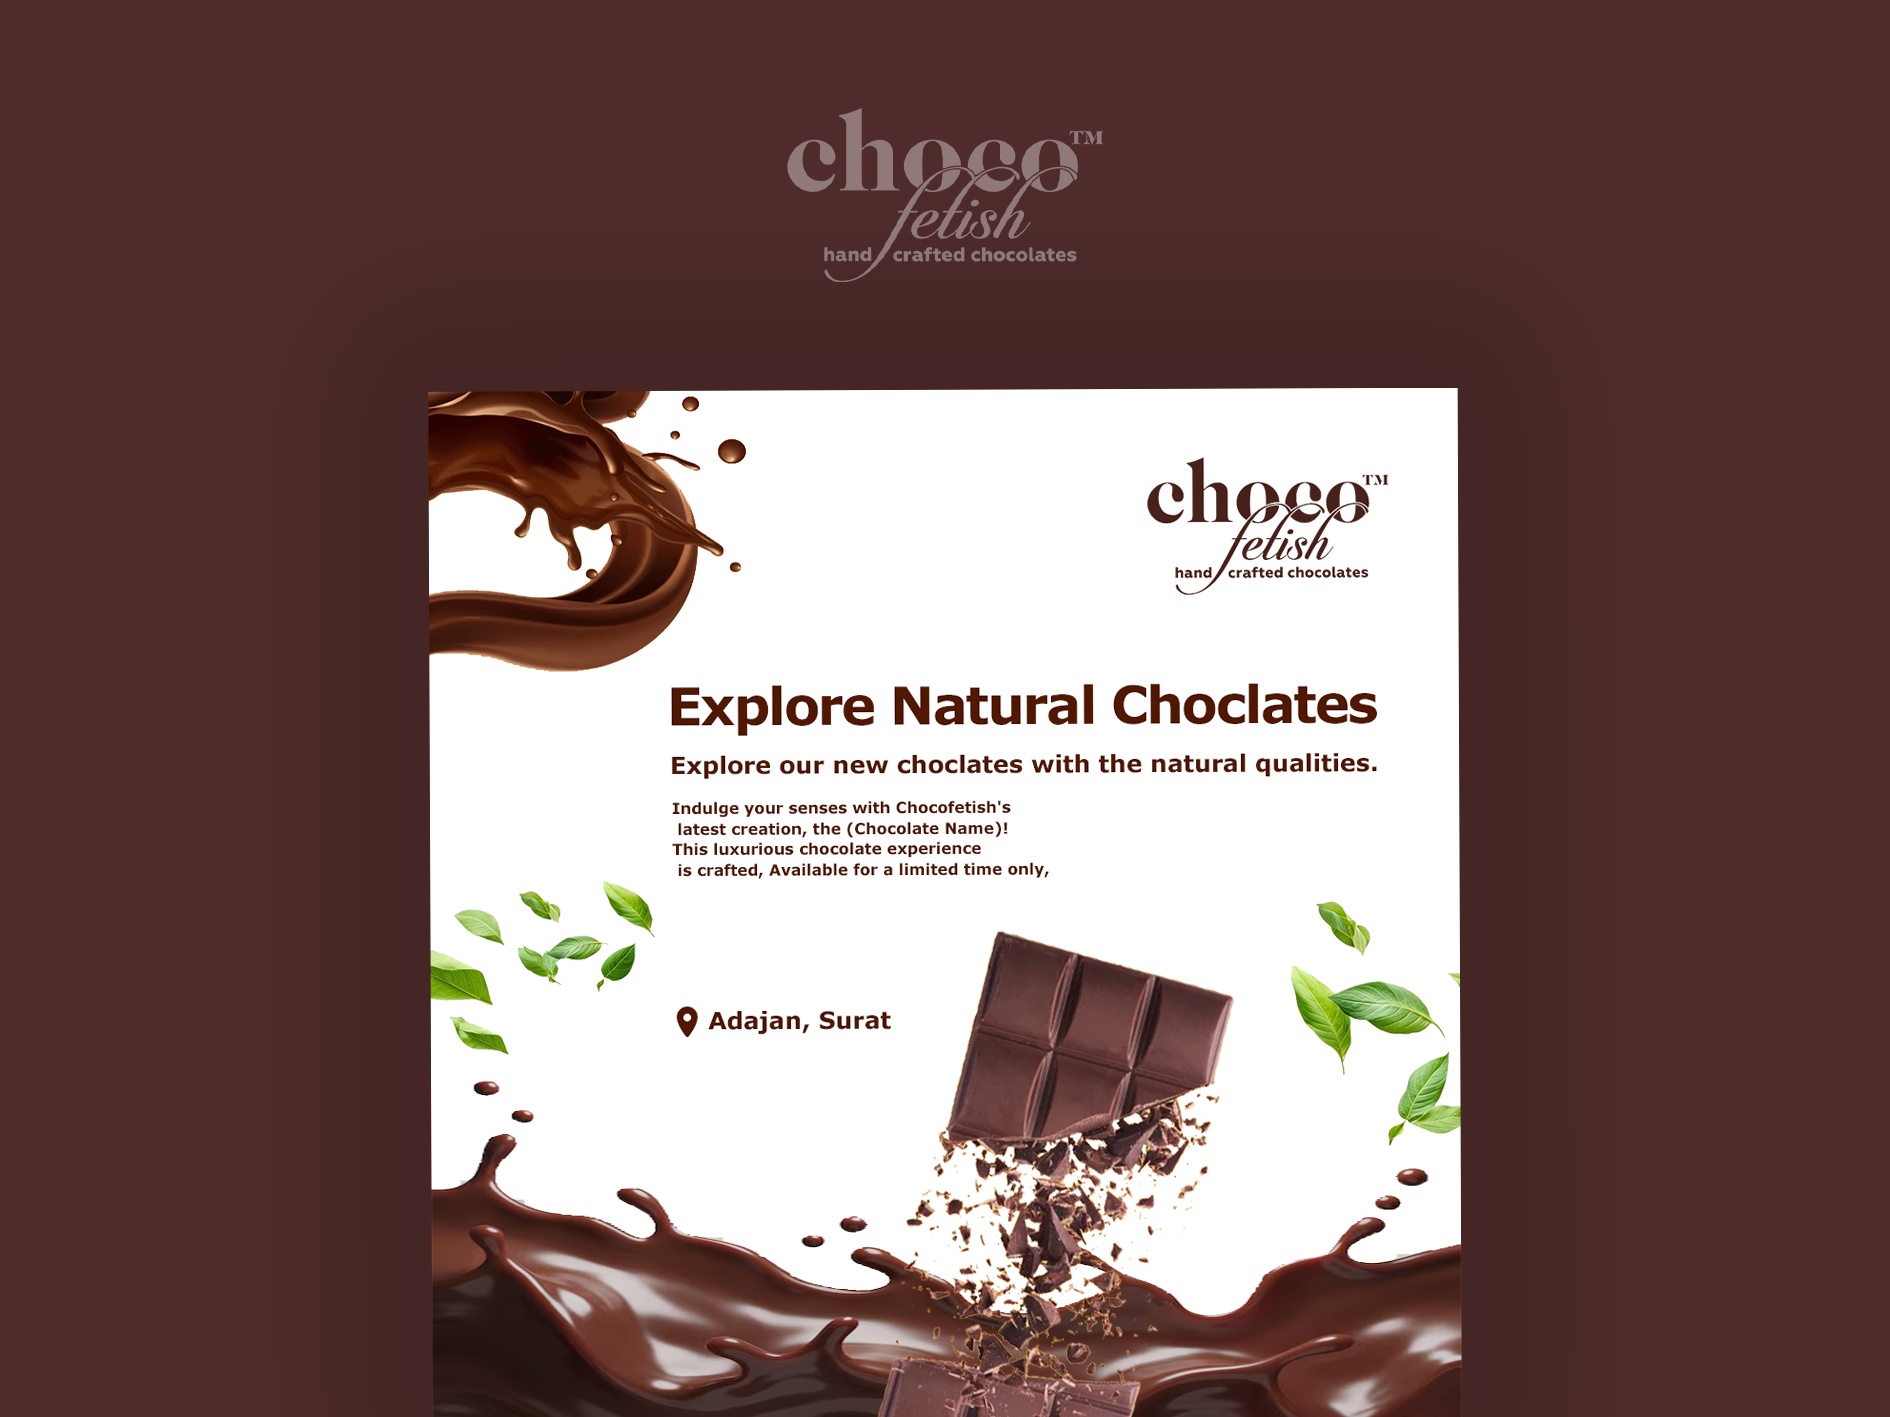 choco™
fetish
hand crafted chocolates
choco™
fetish
hand crafted chocolates
Explore Natural Choclates
Explore our new choclates with the natural qualities.
Indulge your senses with Chocofetish's
latest creation, the (Chocolate Name)!
This luxurious chocolate experience
is crafted, Available for a limited time only,
Adajan, Surat